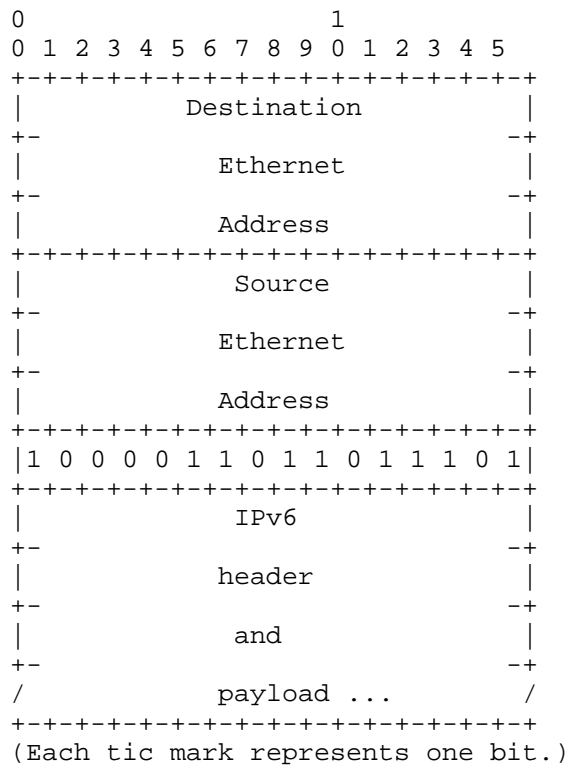 0                   1
0 1 2 3 4 5 6 7 8 9 0 1 2 3 4 5
+-+-+-+-+-+-+-+-+-+-+-+-+-+-+-+-+
|          Destination          |
+-                             -+
|            Ethernet           |
+-                             -+
|            Address            |
+-+-+-+-+-+-+-+-+-+-+-+-+-+-+-+-+
|             Source            |
+-                             -+
|            Ethernet           |
+-                             -+
|            Address            |
+-+-+-+-+-+-+-+-+-+-+-+-+-+-+-+-+
|1 0 0 0 0 1 1 0 1 1 0 1 1 1 0 1|
+-+-+-+-+-+-+-+-+-+-+-+-+-+-+-+-+
|             IPv6              |
+-                             -+
|            header             |
+-                             -+
|             and               |
+-                             -+
/            payload ...        /
+-+-+-+-+-+-+-+-+-+-+-+-+-+-+-+-+
(Each tic mark represents one bit.)